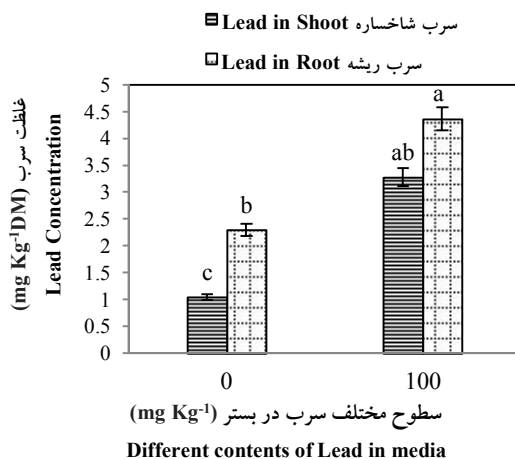 سرب شاخساره Lead in Shoot
سرب ریشه Lead in Root
غلظت سرب (mg Kg⁻¹DM)
Lead Concentration
5
4.5
4
3.5
3
2.5
2
1.5
1
0.5
0
c
b
ab
a
0 100
سطوح مختلف سرب در بستر (mg Kg⁻¹)
Different contents of Lead in media